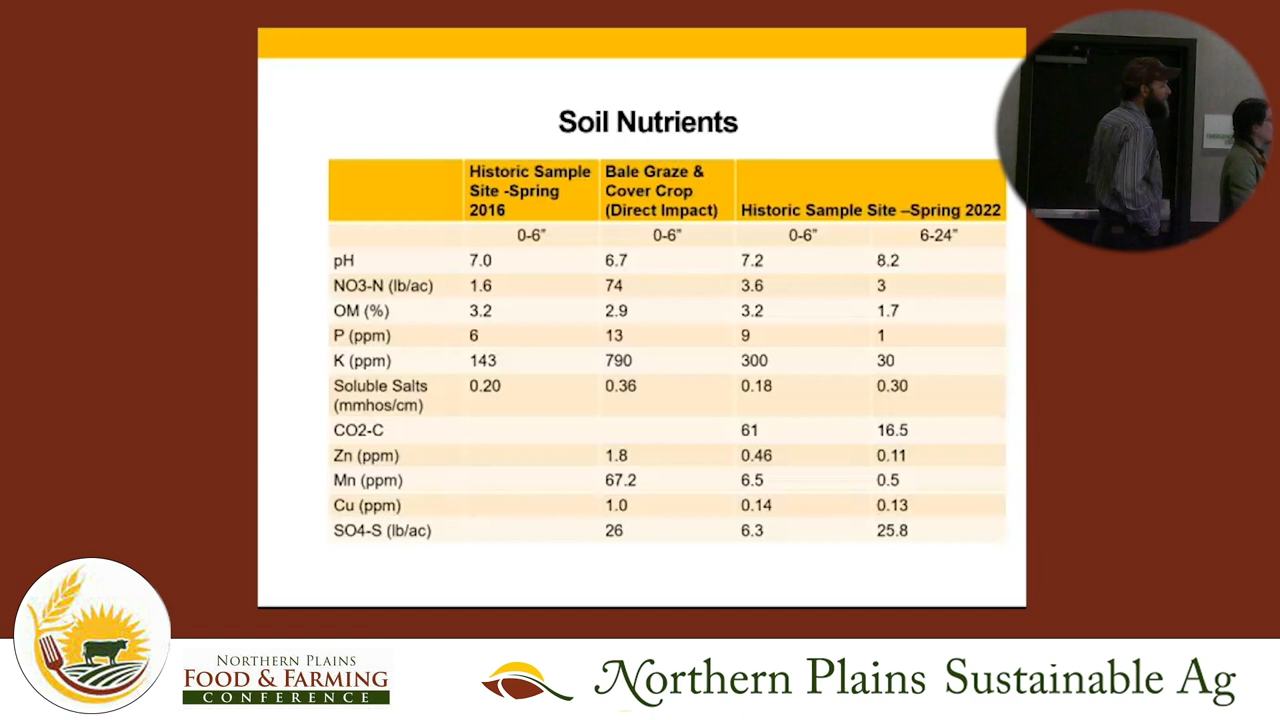 Soil Nutrients
Historic Sample Site -Spring 2016 Bale Graze & Cover Crop (Direct Impact) Historic Sample Site –Spring 2022
0-6" 0-6" 0-6" 6-24"
pH 7.0 6.7 7.2 8.2
NO3-N (lb/ac) 1.6 74 3.6 3
OM (%) 3.2 2.9 3.2 1.7
P (ppm) 6 13 9 1
K (ppm) 143 790 300 30
Soluble Salts (mmhos/cm) 0.20 0.36 0.18 0.30
CO2-C 61 16.5
Zn (ppm) 1.8 0.46 0.11
Mn (ppm) 67.2 6.5 0.5
Cu (ppm) 1.0 0.14 0.13
SO4-S (lb/ac) 26 6.3 25.8
NORTHERN PLAINS
FOOD & FARMING
CONFERENCE
Northern Plains Sustainable Ag